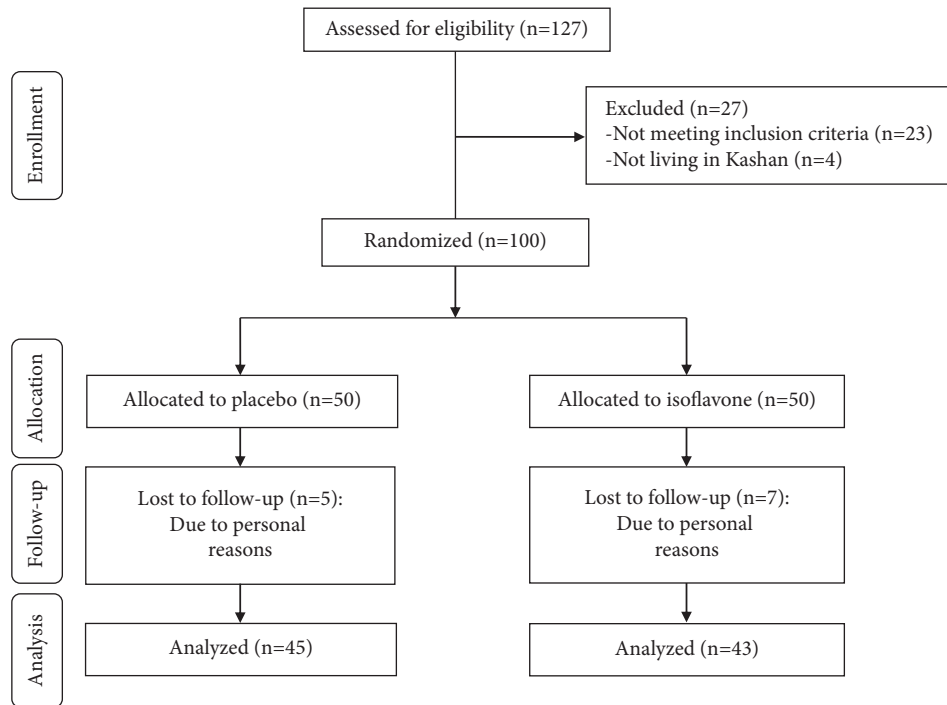 Assessed for eligibility (n=127)
Enrollment
Excluded (n=27)
-Not meeting inclusion criteria (n=23)
-Not living in Kashan (n=4)
Randomized (n=100)
Allocation
Allocated to placebo (n=50)
Allocated to isoflavone (n=50)
Follow-up
Lost to follow-up (n=5):
Due to personal
reasons
Lost to follow-up (n=7):
Due to personal
reasons
Analysis
Analyzed (n=45)
Analyzed (n=43)